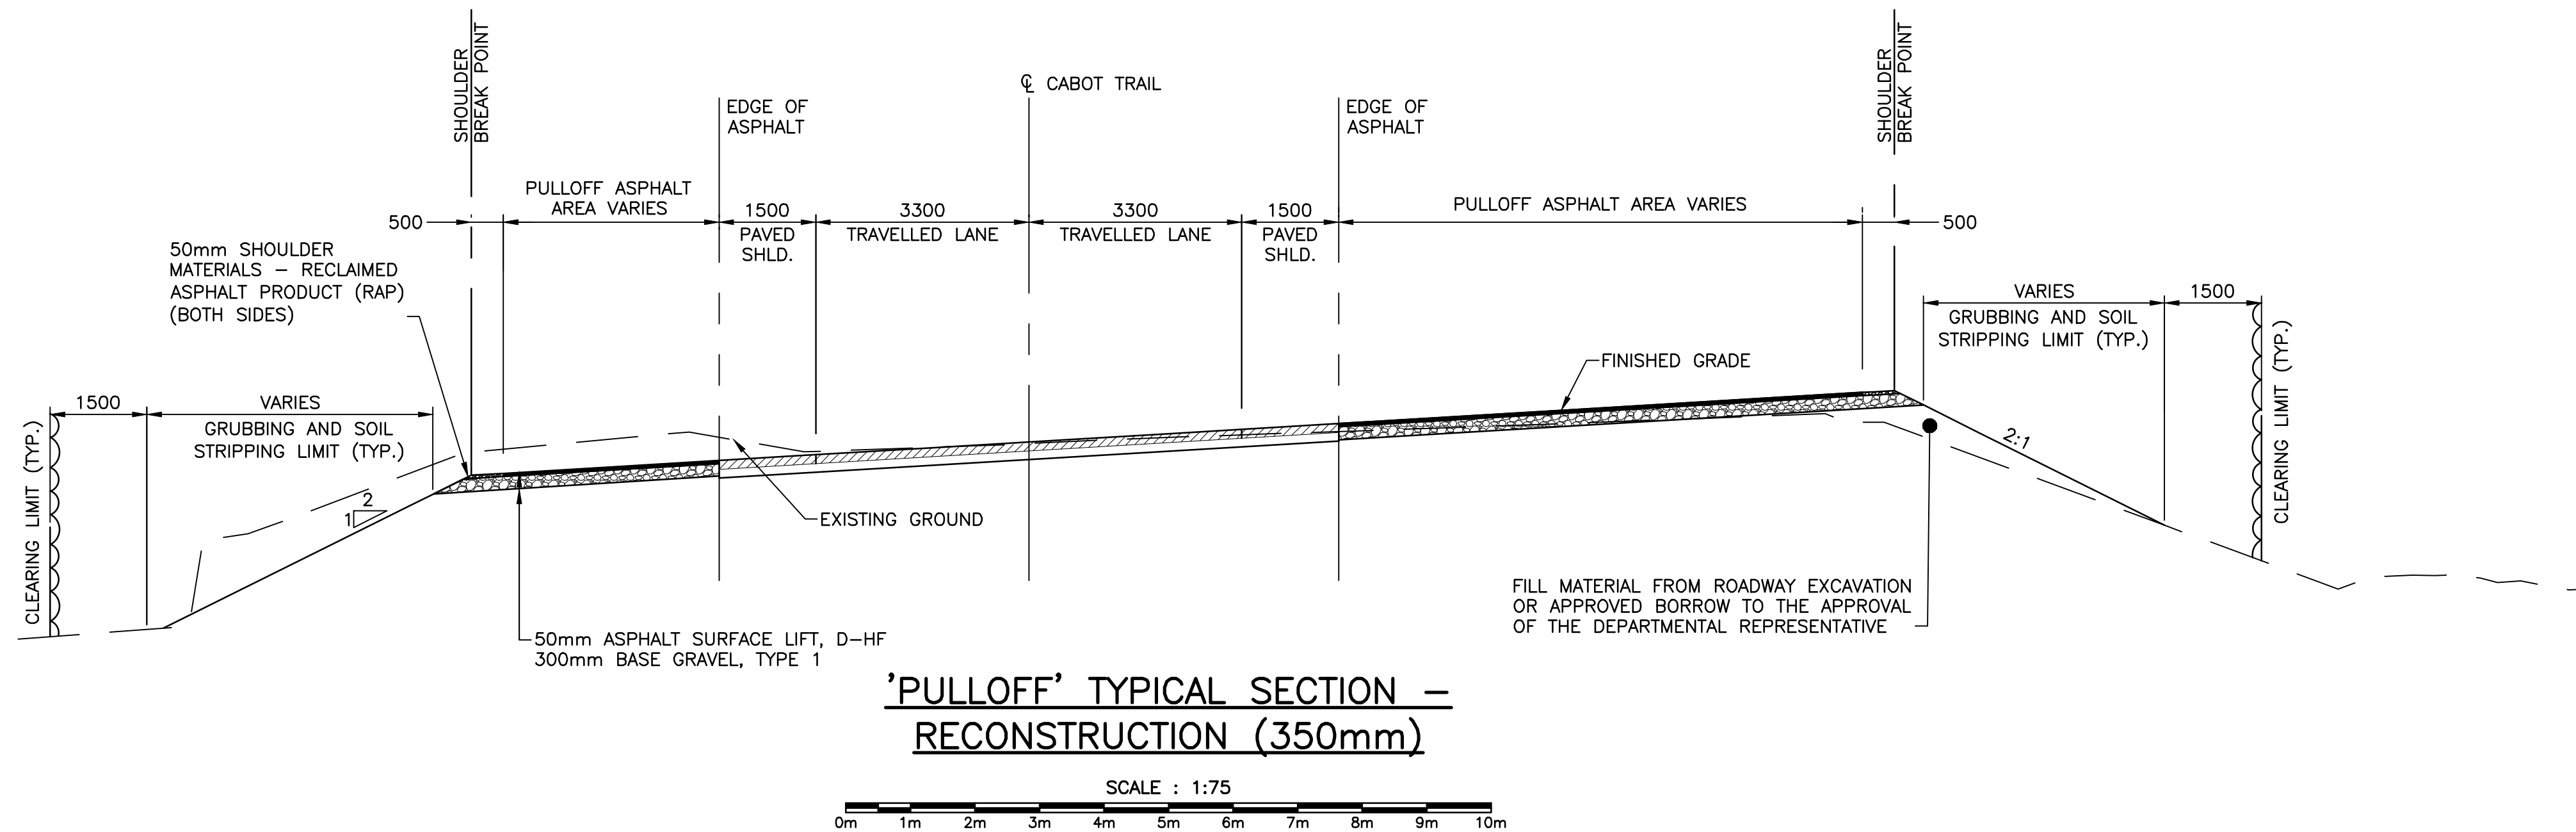 SHOULDER
BREAK POINT
℄ CABOT TRAIL
SHOULDER
BREAK POINT
EDGE OF
ASPHALT
EDGE OF
ASPHALT
500
PULLOFF ASPHALT
AREA VARIES
1500
PAVED
SHLD.
3300
TRAVELLED LANE
3300
TRAVELLED LANE
1500
PAVED
SHLD.
PULLOFF ASPHALT AREA VARIES
500
50mm SHOULDER
MATERIALS – RECLAIMED
ASPHALT PRODUCT (RAP)
(BOTH SIDES)
VARIES
GRUBBING AND SOIL
STRIPPING LIMIT (TYP.)
1500
CLEARING LIMIT (TYP.)
FINISHED GRADE
CLEARING LIMIT (TYP.)
1500
VARIES
GRUBBING AND SOIL
STRIPPING LIMIT (TYP.)
2
1
2:1
EXISTING GROUND
50mm ASPHALT SURFACE LIFT, D-HF
300mm BASE GRAVEL, TYPE 1
FILL MATERIAL FROM ROADWAY EXCAVATION
OR APPROVED BORROW TO THE APPROVAL
OF THE DEPARTMENTAL REPRESENTATIVE
'PULLOFF' TYPICAL SECTION –
RECONSTRUCTION (350mm)
SCALE : 1:75
0m 1m 2m 3m 4m 5m 6m 7m 8m 9m 10m